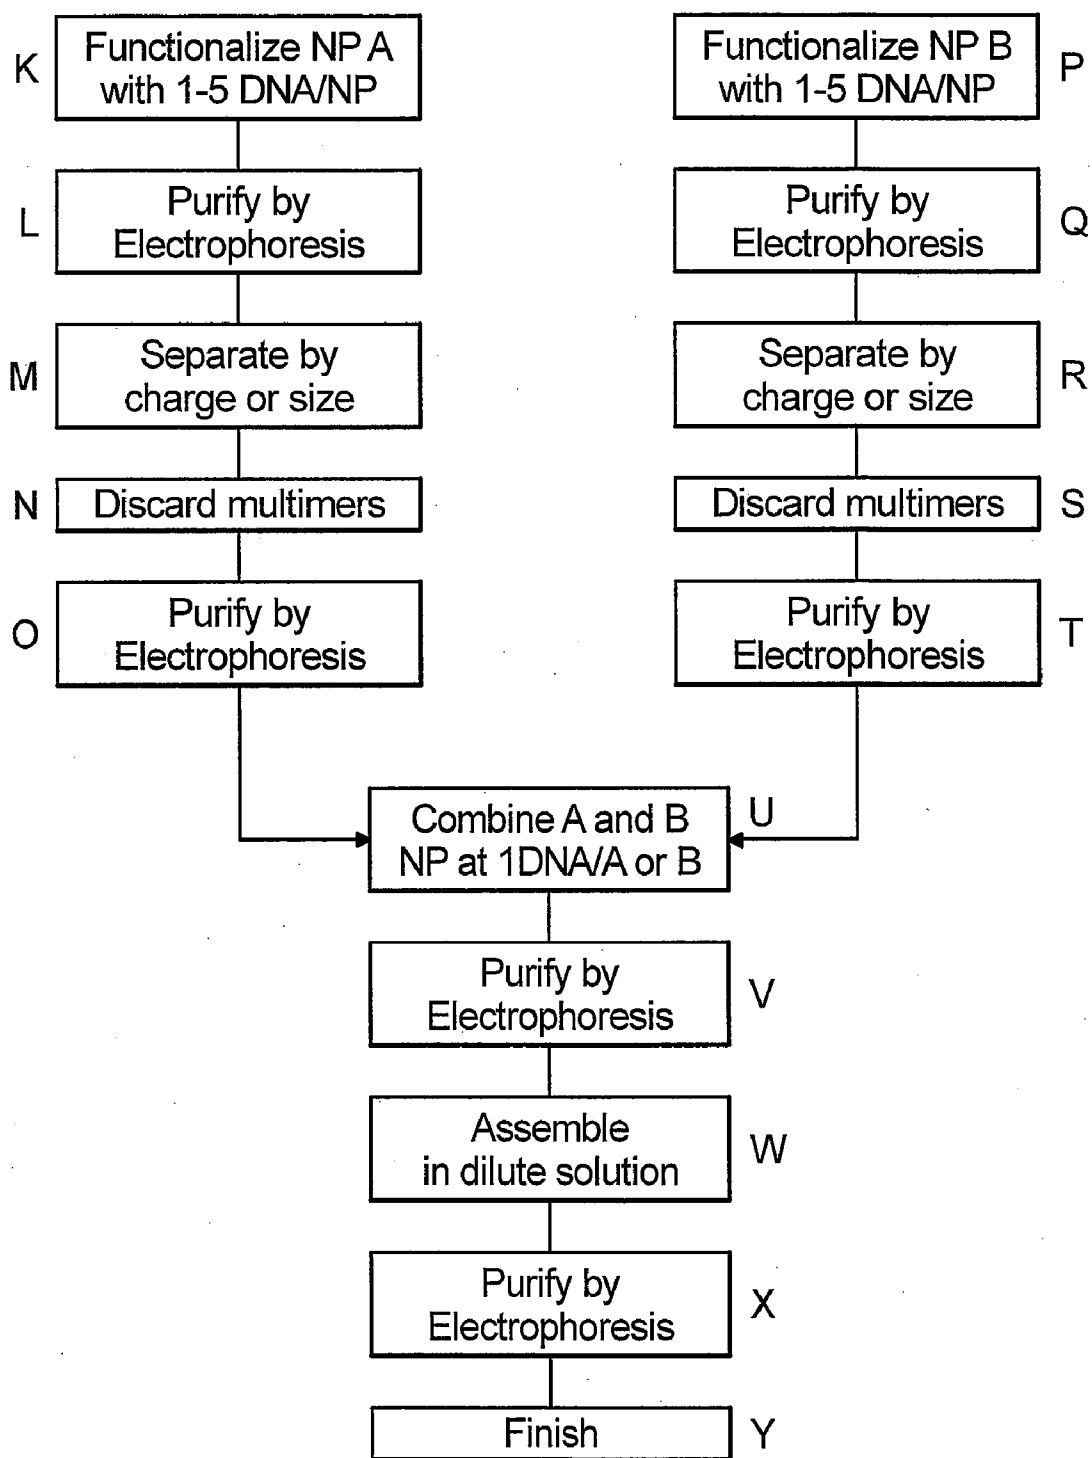 K
Functionalize NP A
with 1-5 DNA/NP
L
Purify by
Electrophoresis
M
Separate by
charge or size
N
Discard multimers
O
Purify by
Electrophoresis
Functionalize NP B
with 1-5 DNA/NP
P
Purify by
Electrophoresis
Q
Separate by
charge or size
R
Discard multimers
S
Purify by
Electrophoresis
T
Combine A and B
NP at 1DNA/A or B
U
Purify by
Electrophoresis
V
Assemble
in dilute solution
W
Purify by
Electrophoresis
X
Finish
Y